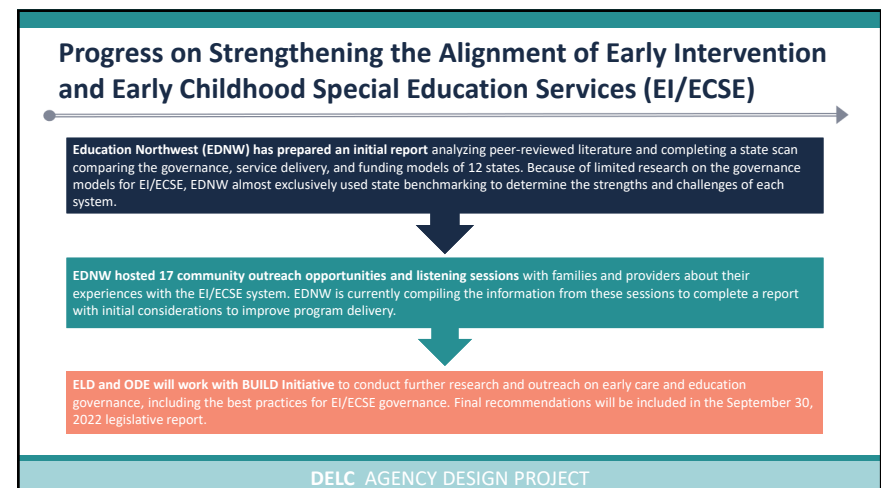 Progress on Strengthening the Alignment of Early Intervention
and Early Childhood Special Education Services (EI/ECSE)
Education Northwest (EDNW) has prepared an initial report analyzing peer-reviewed literature and completing a state scan
comparing the governance, service delivery, and funding models of 12 states. Because of limited research on the governance
models for EI/ECSE, EDNW almost exclusively used state benchmarking to determine the strengths and challenges of each
system.
EDNW hosted 17 community outreach opportunities and listening sessions with families and providers about their
experiences with the EI/ECSE system. EDNW is currently compiling the information from these sessions to complete a report
with initial considerations to improve program delivery.
ELD and ODE will work with BUILD Initiative to conduct further research and outreach on early care and education
governance, including the best practices for EI/ECSE governance. Final recommendations will be included in the September 30,
2022 legislative report.
DELC AGENCY DESIGN PROJECT